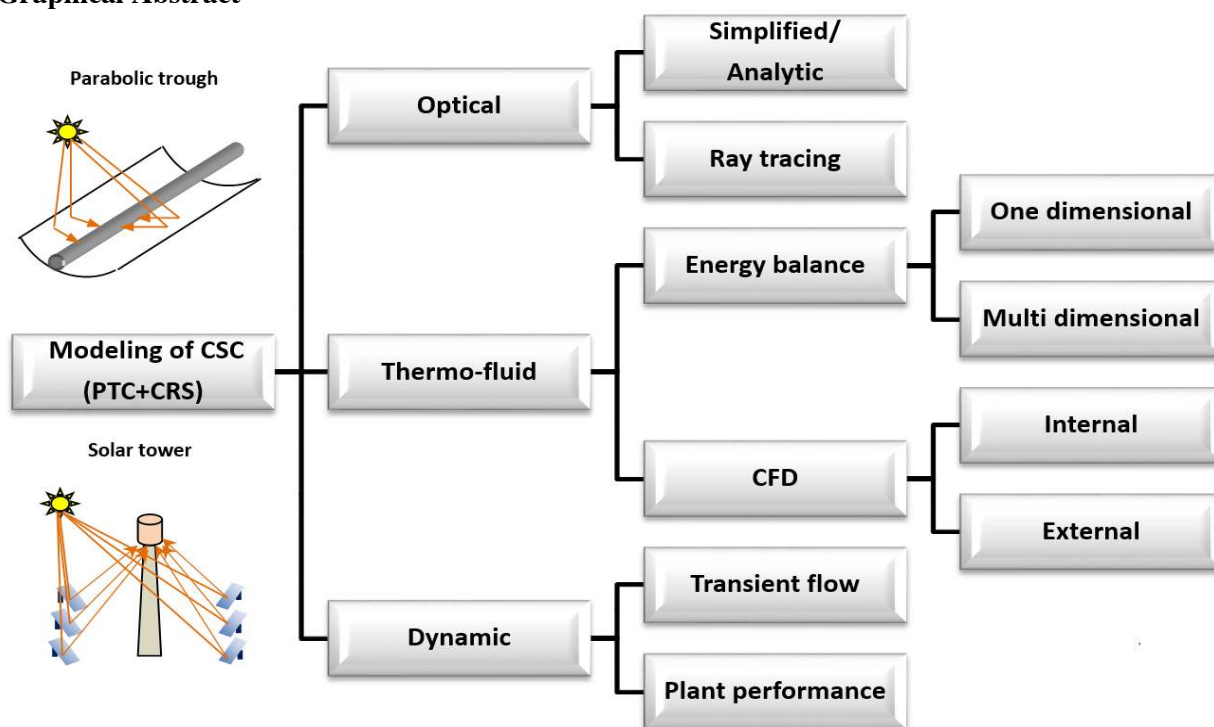 Graphical Abstract
Parabolic trough
Simplified/
Analytic
Optical
Ray tracing
One dimensional
Energy balance
Multi dimensional
Modeling of CSC
(PTC+CRS)
Thermo-fluid
Internal
Solar tower
CFD
External
Transient flow
Dynamic
Plant performance